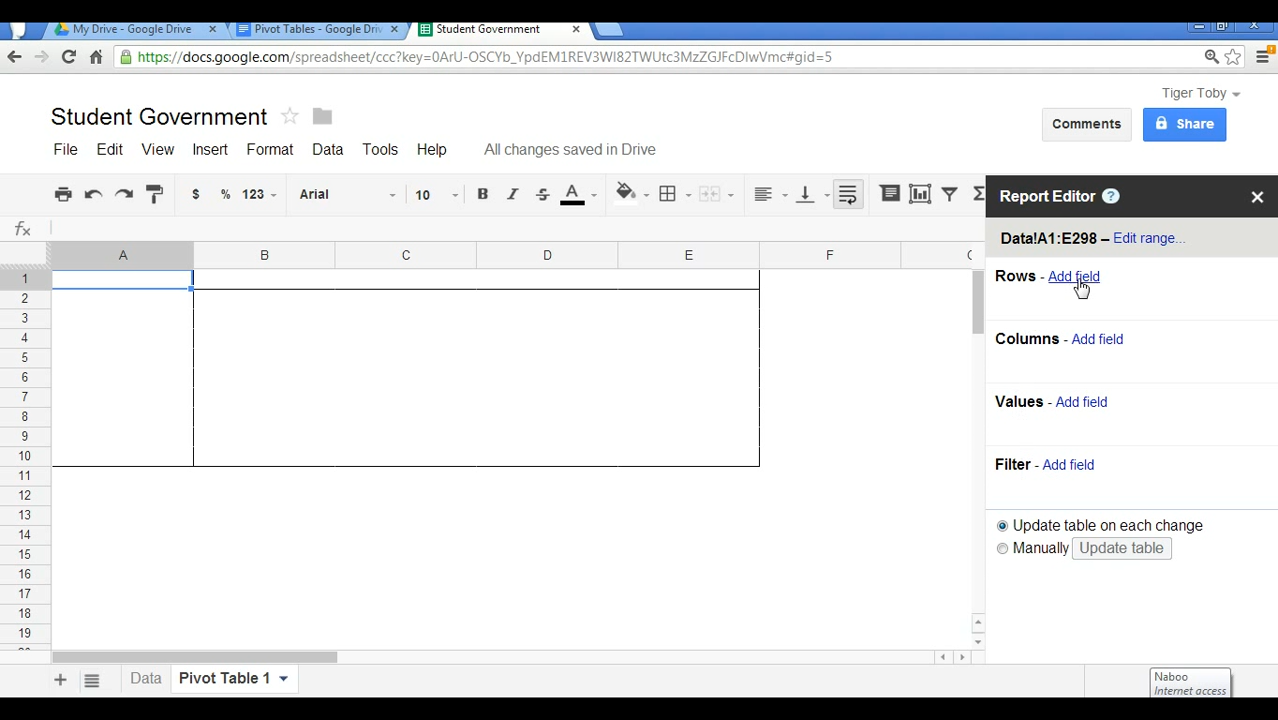 My Drive - Google Drive × Pivot Tables - Google Driv × Student Government ×
https://docs.google.com/spreadsheet/ccc?key=0ArU-OSCYb_YpdEM1REV3Wl82TWUtc3MzZGJFcDlwVmc#gid=5
Tiger Toby
Student Government
Comments Share
File Edit View Insert Format Data Tools Help All changes saved in Drive
$ % 123 Arial 10 B I S A Σ
Report Editor ? ×
fx
Data!A1:E298 – Edit range...
A B C D E F
Rows - Add field
1
2
3
4
5
6
7
8
9
10
11
12
13
14
15
16
17
18
19
Columns - Add field
Values - Add field
Filter - Add field
Update table on each change
Manually Update table
+ Data Pivot Table 1
Naboo
Internet access